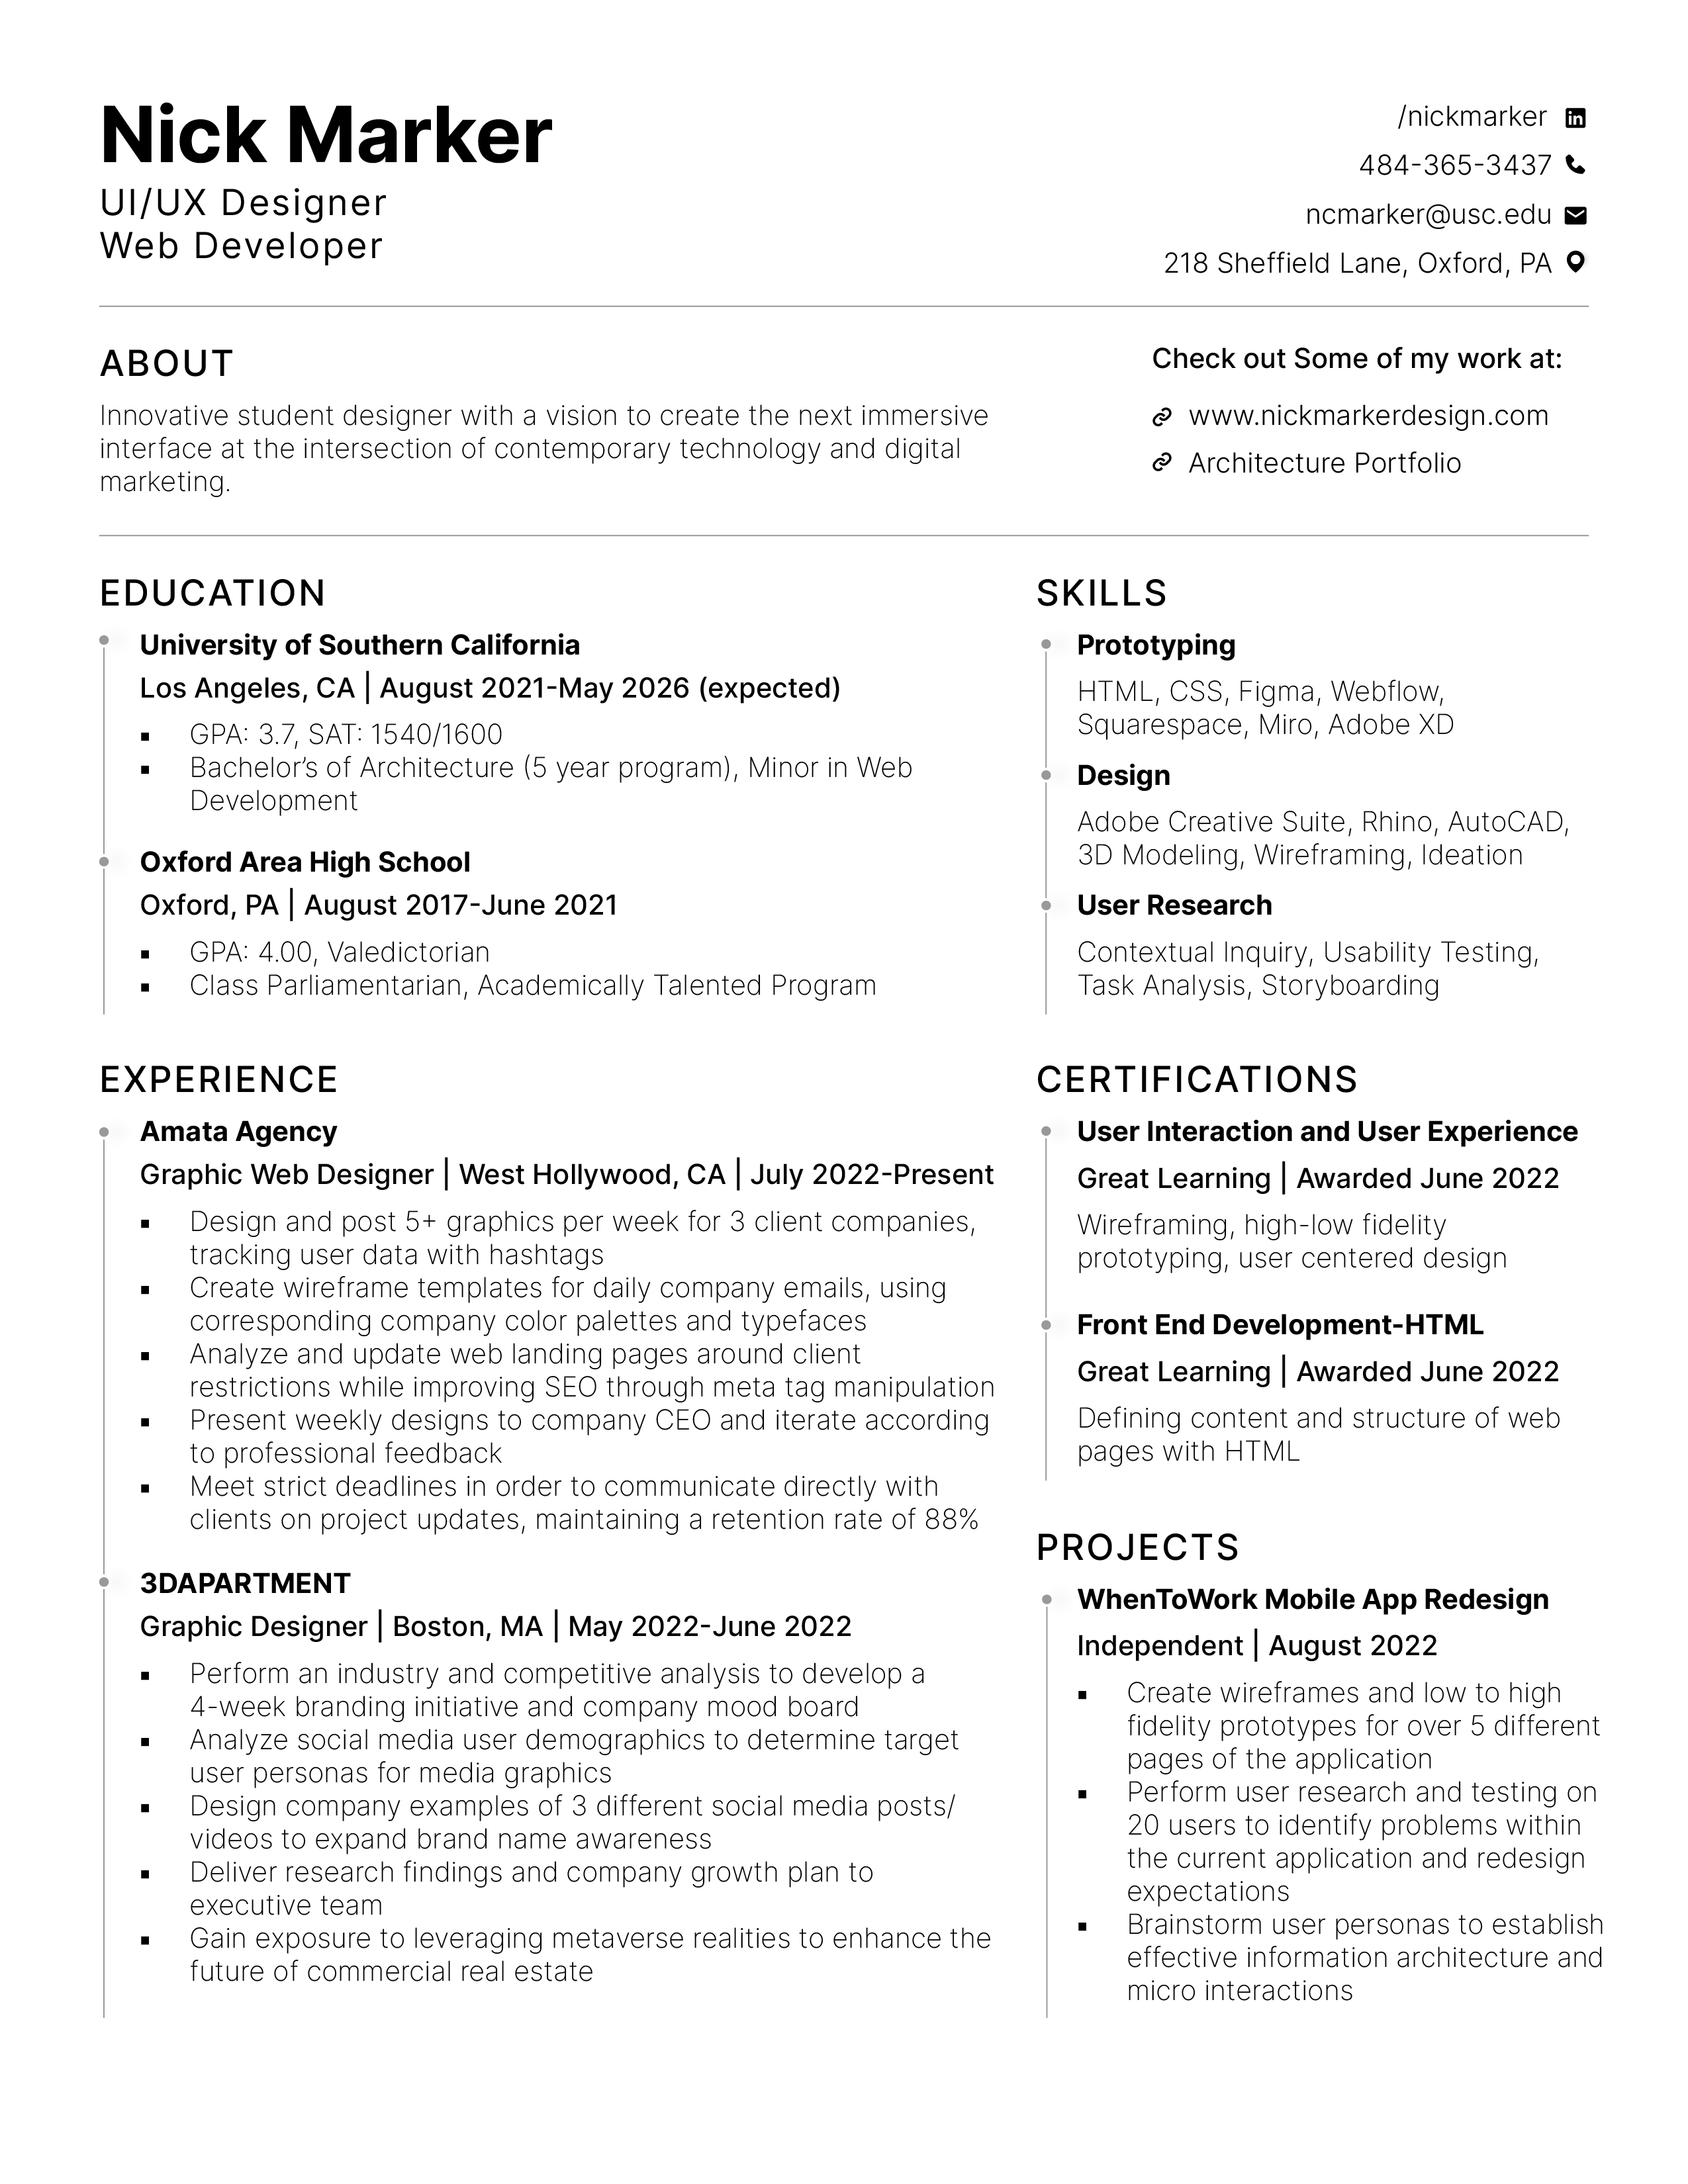 Nick Marker
UI/UX Designer
Web Developer
/nickmarker
484-365-3437
ncmarker@usc.edu
218 Sheffield Lane, Oxford, PA
ABOUT
Innovative student designer with a vision to create the next immersive
interface at the intersection of contemporary technology and digital
marketing.
Check out Some of my work at:
www.nickmarkerdesign.com
Architecture Portfolio
EDUCATION
University of Southern California
Los Angeles, CA | August 2021-May 2026 (expected)
▪ GPA: 3.7, SAT: 1540/1600
▪ Bachelor’s of Architecture (5 year program), Minor in Web
Development
Oxford Area High School
Oxford, PA | August 2017-June 2021
▪ GPA: 4.00, Valedictorian
▪ Class Parliamentarian, Academically Talented Program
EXPERIENCE
Amata Agency
Graphic Web Designer | West Hollywood, CA | July 2022-Present
▪ Design and post 5+ graphics per week for 3 client companies,
tracking user data with hashtags
▪ Create wireframe templates for daily company emails, using
corresponding company color palettes and typefaces
▪ Analyze and update web landing pages around client
restrictions while improving SEO through meta tag manipulation
▪ Present weekly designs to company CEO and iterate according
to professional feedback
▪ Meet strict deadlines in order to communicate directly with
clients on project updates, maintaining a retention rate of 88%
3DAPARTMENT
Graphic Designer | Boston, MA | May 2022-June 2022
▪ Perform an industry and competitive analysis to develop a
4-week branding initiative and company mood board
▪ Analyze social media user demographics to determine target
user personas for media graphics
▪ Design company examples of 3 different social media posts/
videos to expand brand name awareness
▪ Deliver research findings and company growth plan to
executive team
▪ Gain exposure to leveraging metaverse realities to enhance the
future of commercial real estate
SKILLS
Prototyping
HTML, CSS, Figma, Webflow,
Squarespace, Miro, Adobe XD
Design
Adobe Creative Suite, Rhino, AutoCAD,
3D Modeling, Wireframing, Ideation
User Research
Contextual Inquiry, Usability Testing,
Task Analysis, Storyboarding
CERTIFICATIONS
User Interaction and User Experience
Great Learning | Awarded June 2022
Wireframing, high-low fidelity
prototyping, user centered design
Front End Development-HTML
Great Learning | Awarded June 2022
Defining content and structure of web
pages with HTML
PROJECTS
WhenToWork Mobile App Redesign
Independent | August 2022
▪ Create wireframes and low to high
fidelity prototypes for over 5 different
pages of the application
▪ Perform user research and testing on
20 users to identify problems within
the current application and redesign
expectations
▪ Brainstorm user personas to establish
effective information architecture and
micro interactions